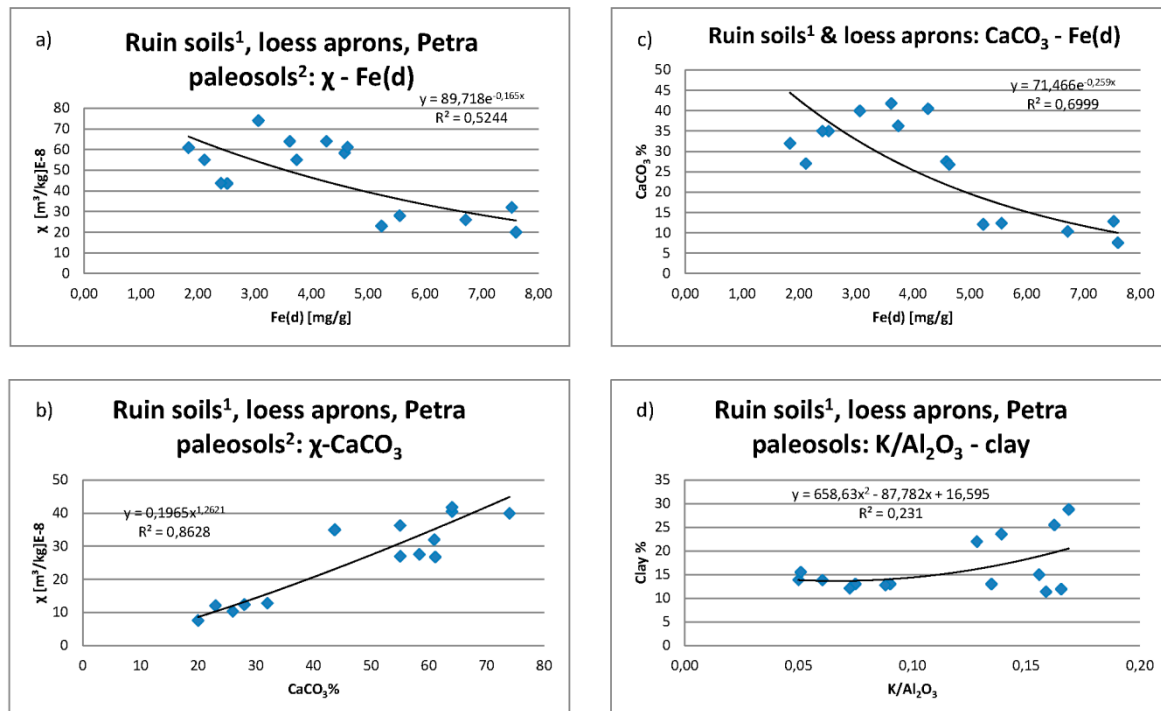 a)
Ruin soils¹, loess aprons, Petra
paleosols²: χ - Fe(d)
y = 89,718e^-0,165x
R² = 0,5244
80
70
60
50
40
30
20
10
0
χ [m³/kg]E-8
0,00 1,00 2,00 3,00 4,00 5,00 6,00 7,00 8,00
Fe(d) [mg/g]
c)
Ruin soils¹ & loess aprons: CaCO₃ - Fe(d)
y = 71,466e^-0,259x
R² = 0,6999
50
45
40
35
30
25
20
15
10
5
0
CaCO₃ %
0,00 1,00 2,00 3,00 4,00 5,00 6,00 7,00 8,00
Fe(d) [mg/g]
b)
Ruin soils¹, loess aprons, Petra
paleosols²: χ-CaCO₃
y = 0,1965x^1,2621
R² = 0,8628
50
40
30
20
10
0
χ [m³/kg]E-8
0 10 20 30 40 50 60 70 80
CaCO₃%
d)
Ruin soils¹, loess aprons, Petra
paleosols: K/Al₂O₃ - clay
y = 658,63x² - 87,782x + 16,595
R² = 0,231
35
30
25
20
15
10
5
0
Clay %
0,00 0,05 0,10 0,15 0,20
K/Al₂O₃